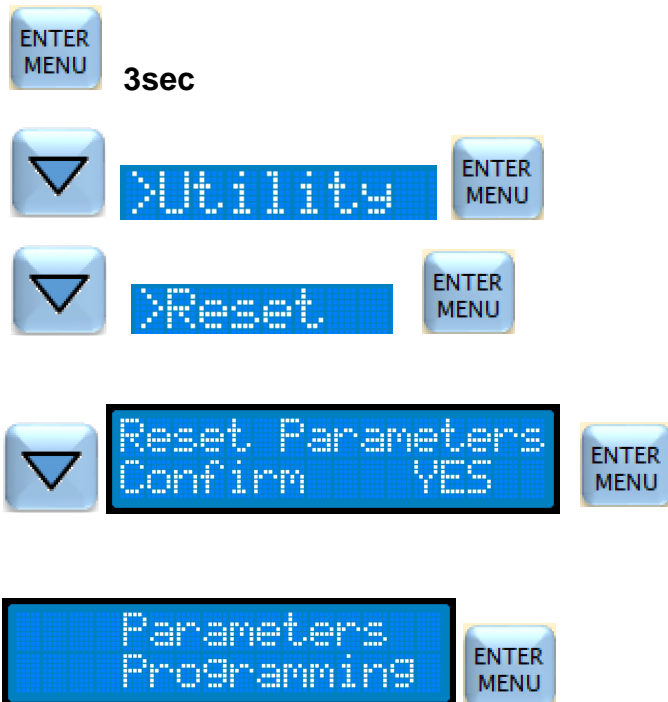 ENTER
MENU
3sec
>Utility
ENTER
MENU
>Reset
ENTER
MENU
Reset Parameters
Confirm YES
ENTER
MENU
Parameters
Programming
ENTER
MENU